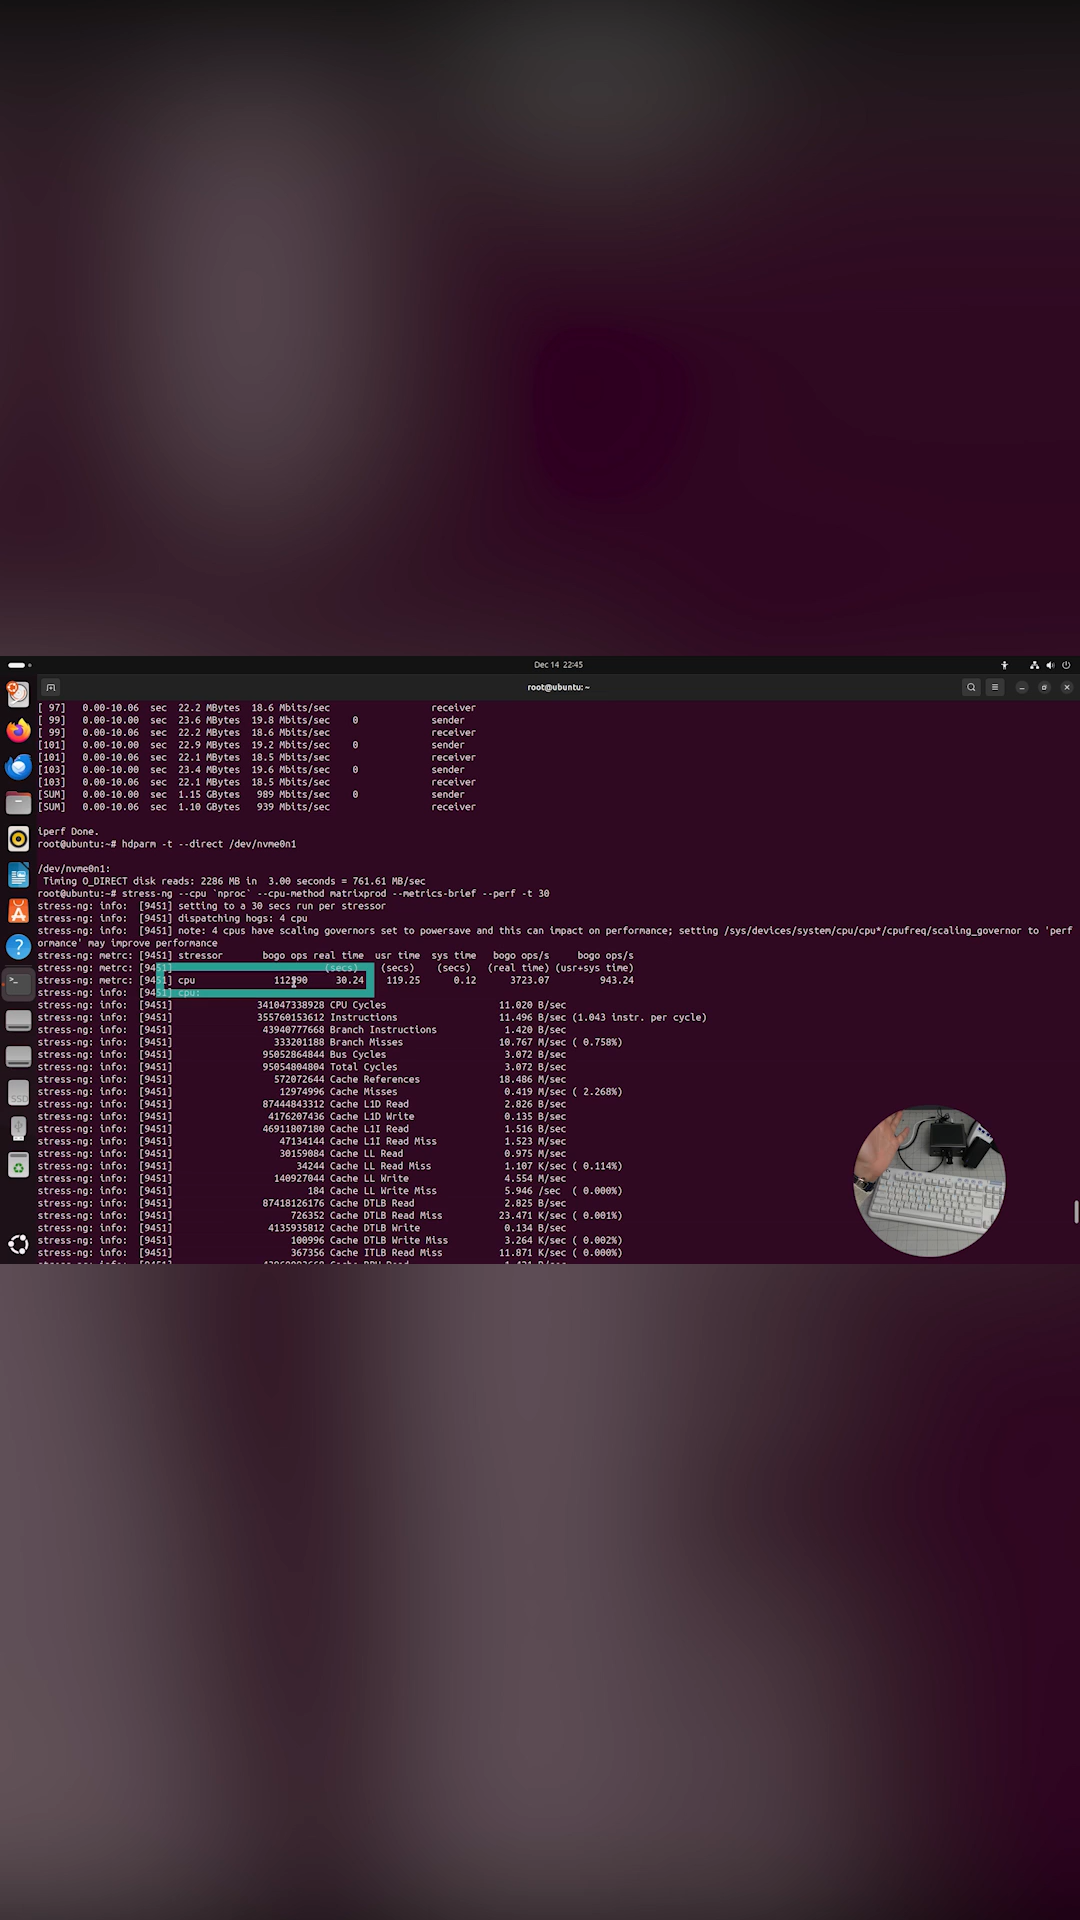 Dec 14 22:45
root@ubuntu: ~
[ 97] 0.00-10.06 sec 22.2 MBytes 18.6 Mbits/sec receiver
[ 99] 0.00-10.00 sec 23.6 MBytes 19.8 Mbits/sec 0 sender
[ 99] 0.00-10.06 sec 22.2 MBytes 18.6 Mbits/sec receiver
[101] 0.00-10.00 sec 22.9 MBytes 19.2 Mbits/sec 0 sender
[101] 0.00-10.06 sec 22.1 MBytes 18.5 Mbits/sec receiver
[103] 0.00-10.00 sec 23.4 MBytes 19.6 Mbits/sec 0 sender
[103] 0.00-10.06 sec 22.1 MBytes 18.5 Mbits/sec receiver
[SUM] 0.00-10.00 sec 1.15 GBytes 989 Mbits/sec 0 sender
[SUM] 0.00-10.06 sec 1.10 GBytes 939 Mbits/sec receiver
iperf Done.
root@ubuntu:~# hdparm -t --direct /dev/nvme0n1
/dev/nvme0n1:
Timing O_DIRECT disk reads: 2286 MB in 3.00 seconds = 761.61 MB/sec
root@ubuntu:~# stress-ng --cpu `nproc` --cpu-method matrixprod --metrics-brief --perf -t 30
stress-ng: info: [9451] setting to a 30 secs run per stressor
stress-ng: info: [9451] dispatching hogs: 4 cpu
stress-ng: info: [9451] note: 4 cpus have scaling governors set to powersave and this can impact on performance; setting /sys/devices/system/cpu/cpu*/cpufreq/scaling_governor to 'perf
ormance' may improve performance
stress-ng: metrc: [9451] stressor bogo ops real time usr time sys time bogo ops/s bogo ops/s
stress-ng: metrc: [9451] (secs) (secs) (secs) (real time) (usr+sys time)
stress-ng: metrc: [9451] cpu 30.24 119.25 0.12 3723.07 943.24
stress-ng: info: [9451] cpu:
stress-ng: info: [9451] 341047338928 CPU Cycles 11.020 B/sec
stress-ng: info: [9451] 355760153612 Instructions 11.496 B/sec (1.043 instr. per cycle)
stress-ng: info: [9451] 43940777668 Branch Instructions 1.420 B/sec
stress-ng: info: [9451] 333201188 Branch Misses 10.767 M/sec ( 0.758%)
stress-ng: info: [9451] 95052864844 Bus Cycles 3.072 B/sec
stress-ng: info: [9451] 95054804804 Total Cycles 3.072 B/sec
stress-ng: info: [9451] 572072644 Cache References 18.486 M/sec
stress-ng: info: [9451] 12974996 Cache Misses 0.419 M/sec ( 2.268%)
stress-ng: info: [9451] 87444843312 Cache L1D Read 2.826 B/sec
stress-ng: info: [9451] 4176207436 Cache L1D Write 0.135 B/sec
stress-ng: info: [9451] 46911807180 Cache L1I Read 1.516 B/sec
stress-ng: info: [9451] 47134144 Cache L1I Read Miss 1.523 M/sec
stress-ng: info: [9451] 30159084 Cache LL Read 0.975 M/sec
stress-ng: info: [9451] 34244 Cache LL Read Miss 1.107 K/sec ( 0.114%)
stress-ng: info: [9451] 140927044 Cache LL Write 4.554 M/sec
stress-ng: info: [9451] 184 Cache LL Write Miss 5.946 /sec ( 0.000%)
stress-ng: info: [9451] 87418126176 Cache DTLB Read 2.825 B/sec
stress-ng: info: [9451] 726352 Cache DTLB Read Miss 23.471 K/sec ( 0.001%)
stress-ng: info: [9451] 4135935812 Cache DTLB Write 0.134 B/sec
stress-ng: info: [9451] 100996 Cache DTLB Write Miss 3.264 K/sec ( 0.002%)
stress-ng: info: [9451] 367356 Cache ITLB Read Miss 11.871 K/sec ( 0.000%)